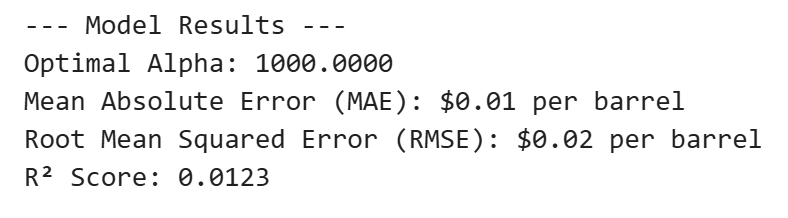 --- Model Results ---
Optimal Alpha: 1000.0000
Mean Absolute Error (MAE): $0.01 per barrel
Root Mean Squared Error (RMSE): $0.02 per barrel
R² Score: 0.0123